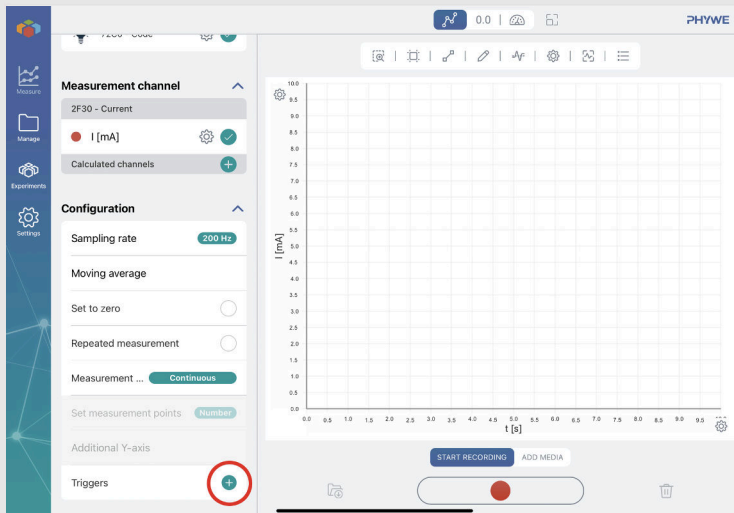 0.0
PHYWE
Measure
Manage
Experiments
Settings
Measurement channel
2F30 - Current
I [mA]
Calculated channels
Configuration
Sampling rate
200 Hz
Moving average
Set to zero
Repeated measurement
Measurement ...
Continuous
Set measurement points
Number
Additional Y-axis
Triggers
I [mA]
10.0
9.5
9.0
8.5
8.0
7.5
7.0
6.5
6.0
5.5
5.0
4.5
4.0
3.5
3.0
2.5
2.0
1.5
1.0
0.5
0.0
0.0 0.5 1.0 1.5 2.0 2.5 3.0 3.5 4.0 4.5 5.0 5.5 6.0 6.5 7.0 7.5 8.0 8.5 9.0 9.5
t [s]
START RECORDING
ADD MEDIA